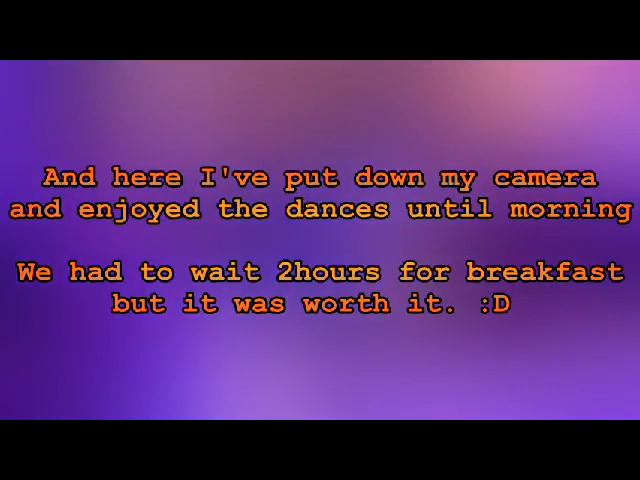 And here I've put down my camera
and enjoyed the dances until morning
We had to wait 2hours for breakfast
but it was worth it. :D